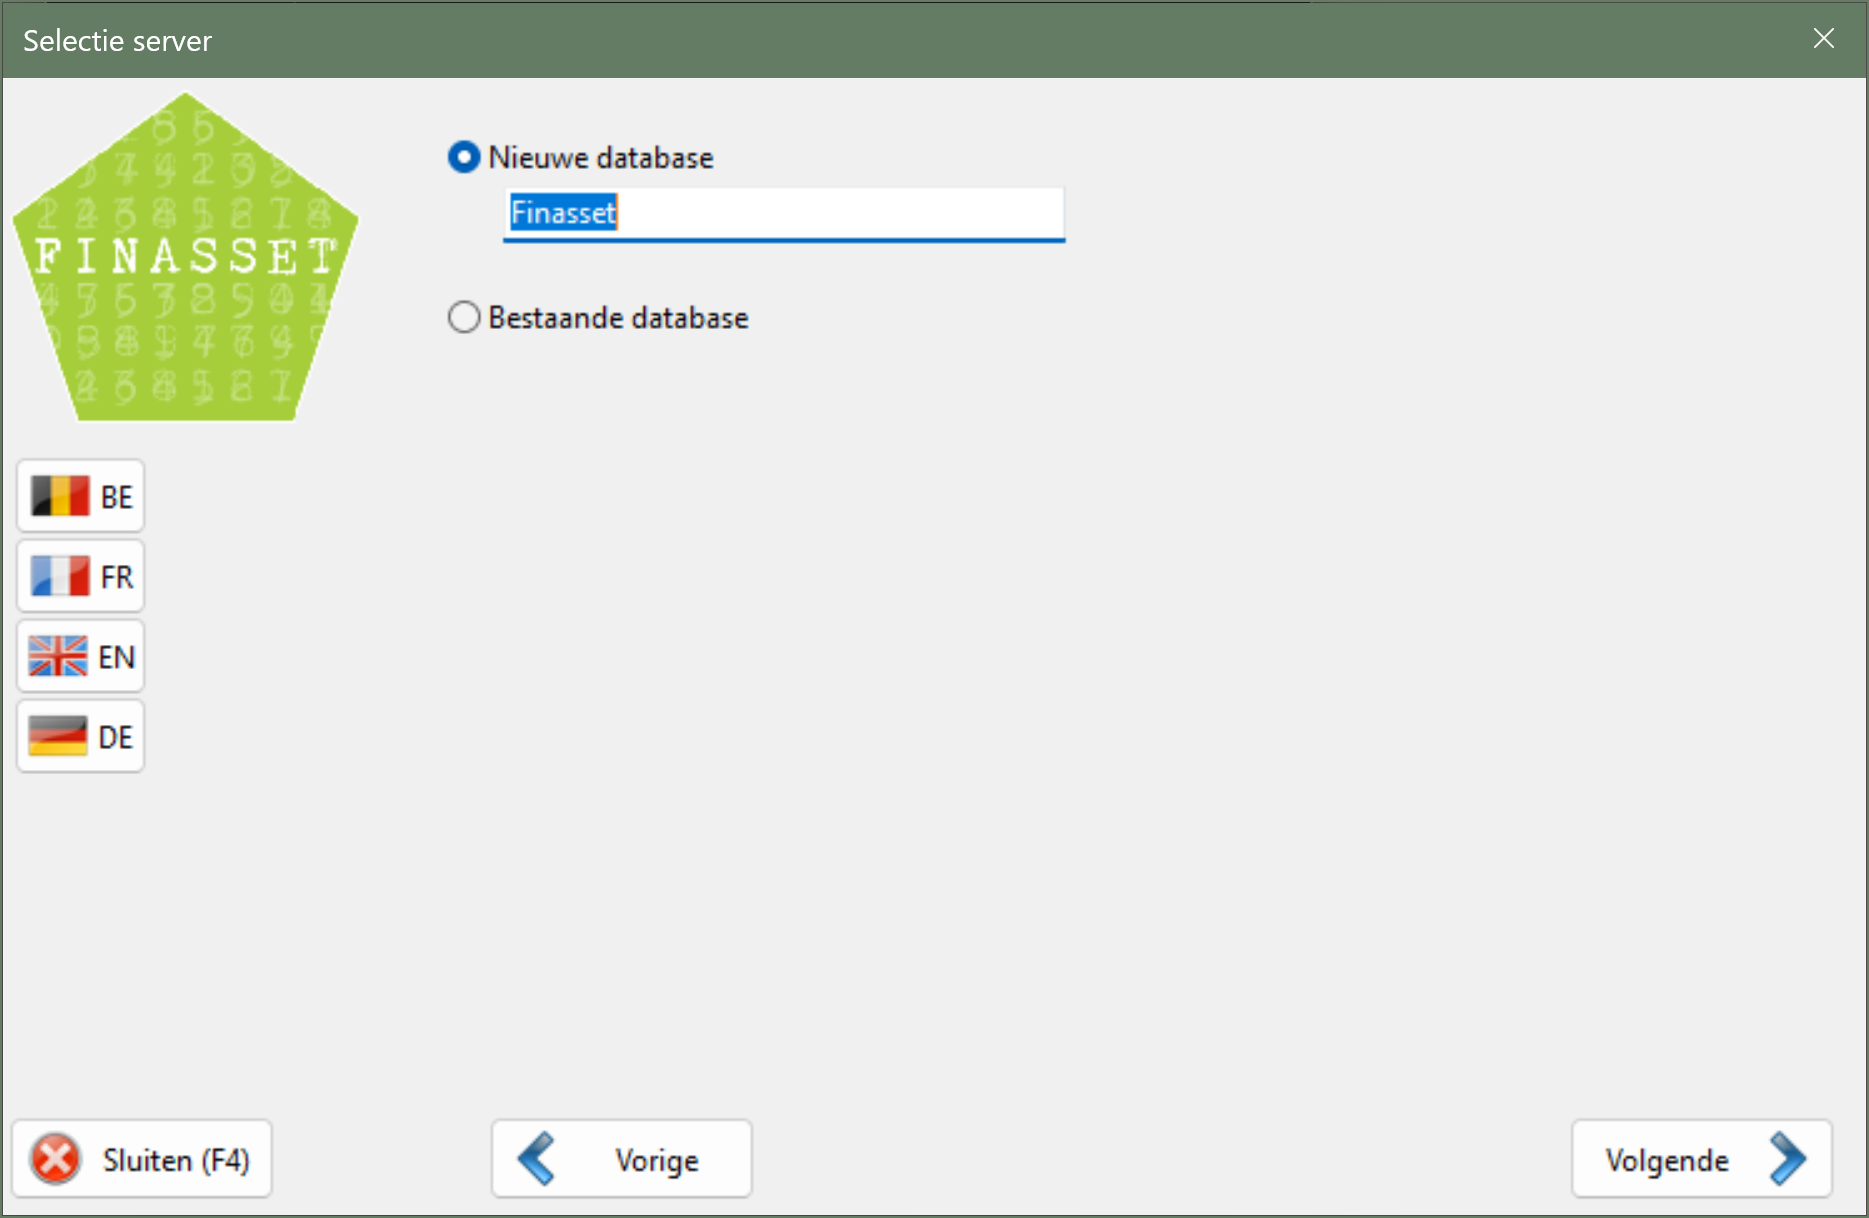 Selectie server
FINASSET
Nieuwe database
Finasset
Bestaande database
BE
FR
EN
DE
Sluiten (F4)
Vorige
Volgende